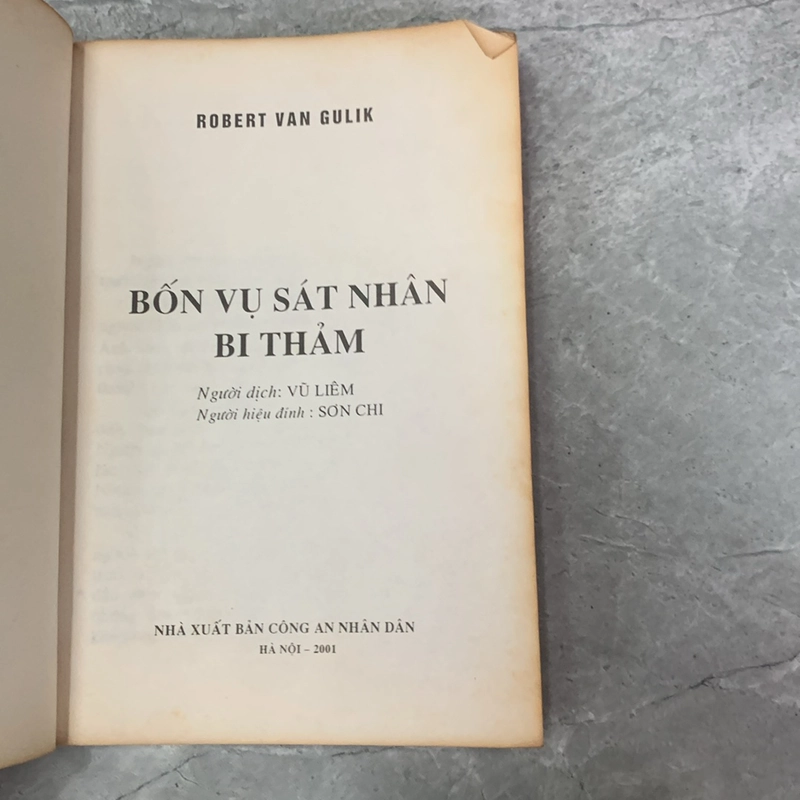 ROBERT VAN GULIK
BỐN VỤ SÁT NHÂN
BI THẢM
Người dịch: VŨ LIÊM
Người hiệu đính : SƠN CHI
NHÀ XUẤT BẢN CÔNG AN NHÂN DÂN
HÀ NỘI – 2001